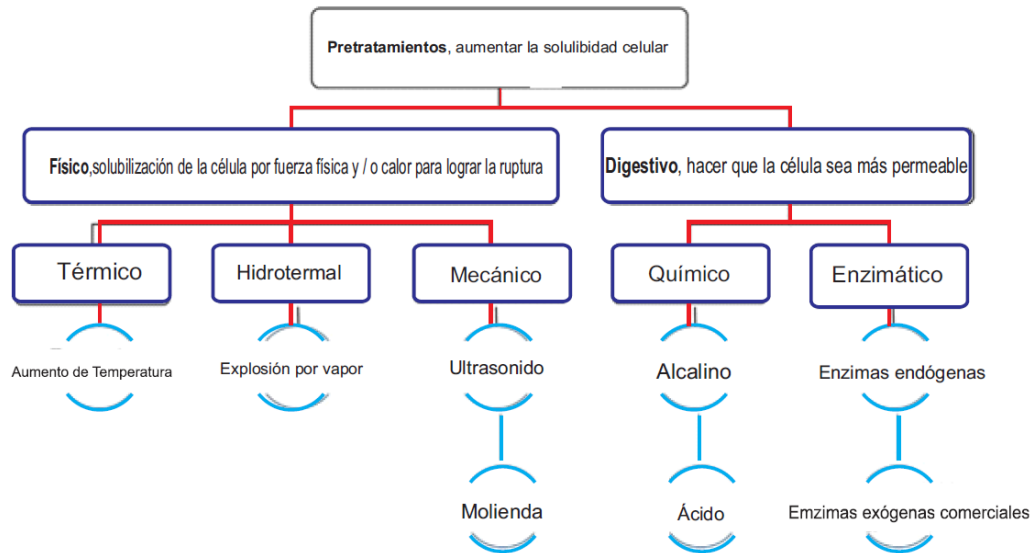 Pretratamientos, aumentar la solulibidad celular
Físico,solubilización de la célula por fuerza física y / o calor para lograr la ruptura
Digestivo, hacer que la célula sea más permeable
Térmico
Hidrotermal
Mecánico
Químico
Enzimático
Aumento de Temperatura
Explosión por vapor
Ultrasonido
Alcalino
Enzimas endógenas
Molienda
Ácido
Emzimas exógenas comerciales